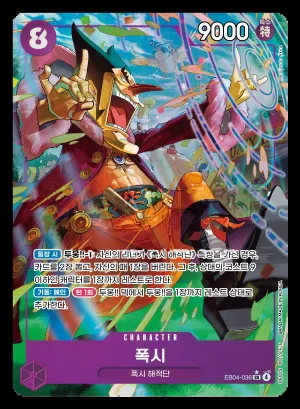 8
9000
特
등장 시 두웅!!-1: 자신의 리더가 《폭시 해적단》 특징을 가진 경우,
카드를 2장 뽑고, 자신의 패 1장을 버린다. 그 후, 상대의 코스트 9
이하인 캐릭터를 1장까지 레스트로 한다.
기동: 메인 턴 1회 두웅!! 덱에서 두웅!!을 1장까지 레스트 상태로
추가한다.
CHARACTER
폭시
폭시 해적단
EB04-036